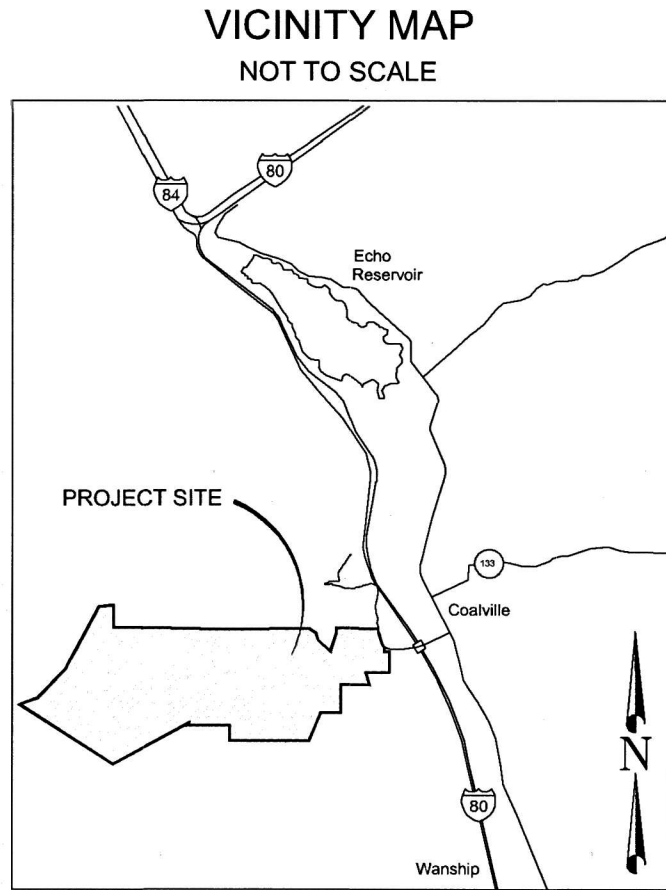 VICINITY MAP
NOT TO SCALE
80
84
Echo
Reservoir
PROJECT SITE
133
Coalville
N
80
Wanship